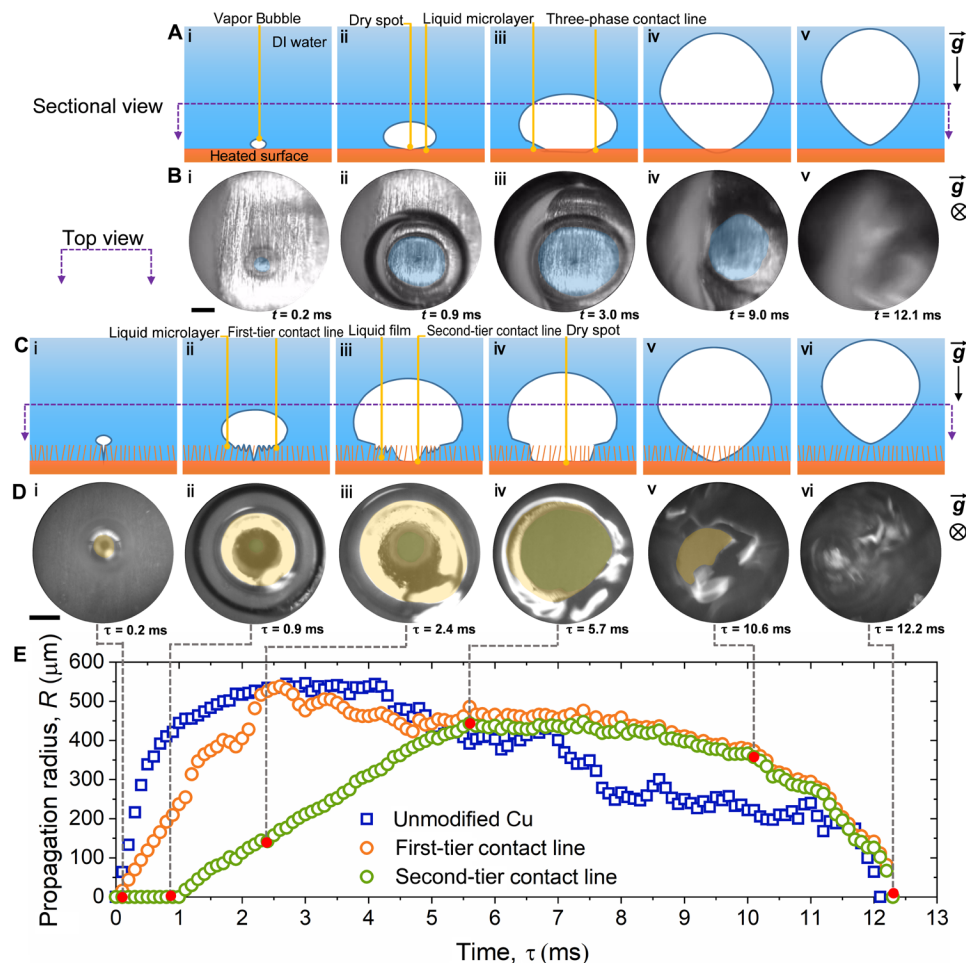 Vapor Bubble Dry spot Liquid microlayer Three-phase contact line
A i DI water ii iii iv v g
Sectional view
Heated surface
B i ii iii iv v g
Top view
t = 0.2 ms t = 0.9 ms t = 3.0 ms t = 9.0 ms t = 12.1 ms
Liquid microlayer First-tier contact line Liquid film Second-tier contact line Dry spot
C i ii iii iv v vi g
D i ii iii iv v vi g
τ = 0.2 ms τ = 0.9 ms τ = 2.4 ms τ = 5.7 ms τ = 10.6 ms τ = 12.2 ms
E
Propagation radius, R (μm)
600
500
400
300
200
100
0
Unmodified Cu
First-tier contact line
Second-tier contact line
0 1 2 3 4 5 6 7 8 9 10 11 12 13
Time, τ (ms)